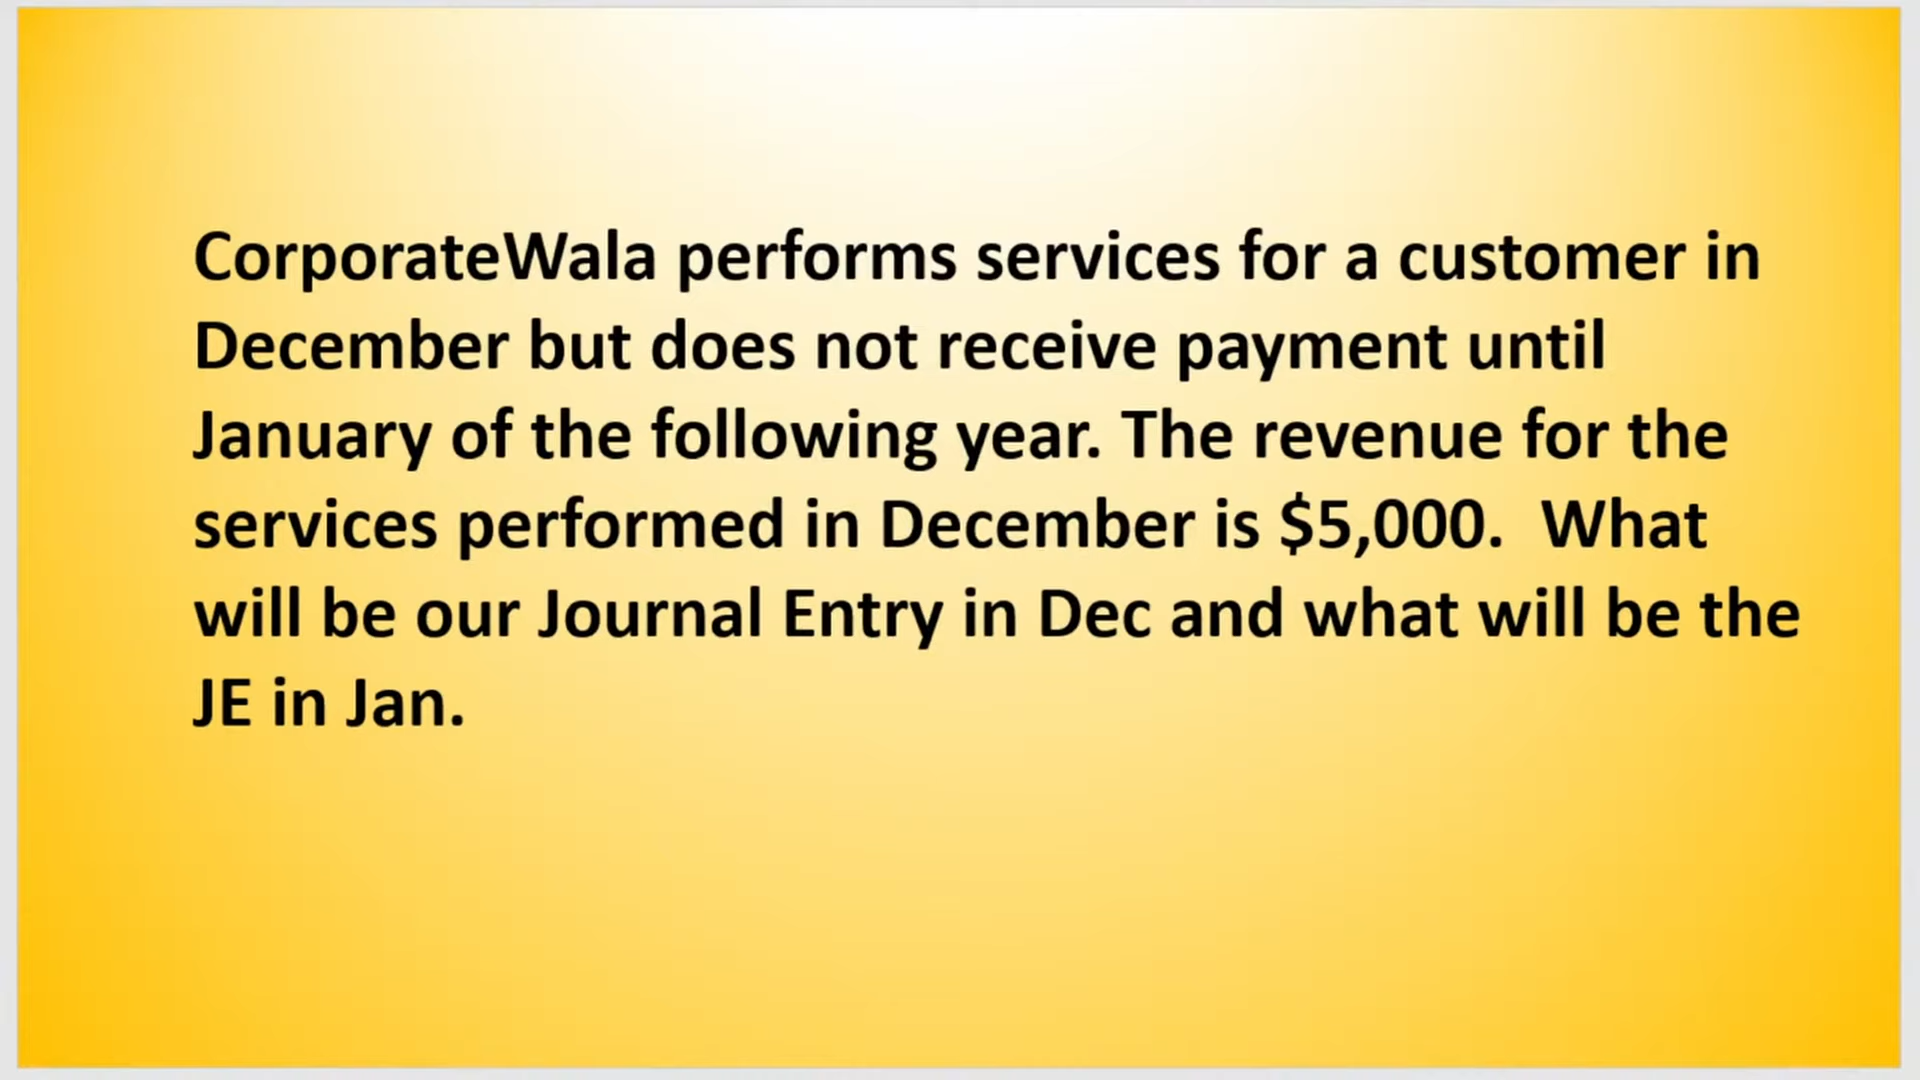 CorporateWala performs services for a customer in
December but does not receive payment until
January of the following year. The revenue for the
services performed in December is $5,000.  What
will be our Journal Entry in Dec and what will be the
JE in Jan.